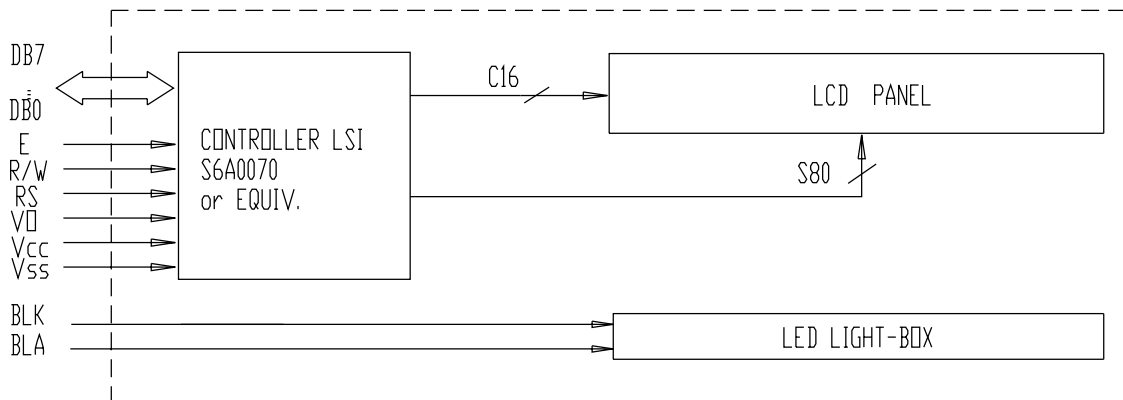 DB7
DB0
E
R/W
RS
V0
Vcc
Vss
BLK
BLA
CONTROLLER LSI
S6A0070
or EQUIV.
C16
S80
LCD PANEL
LED LIGHT-BOX